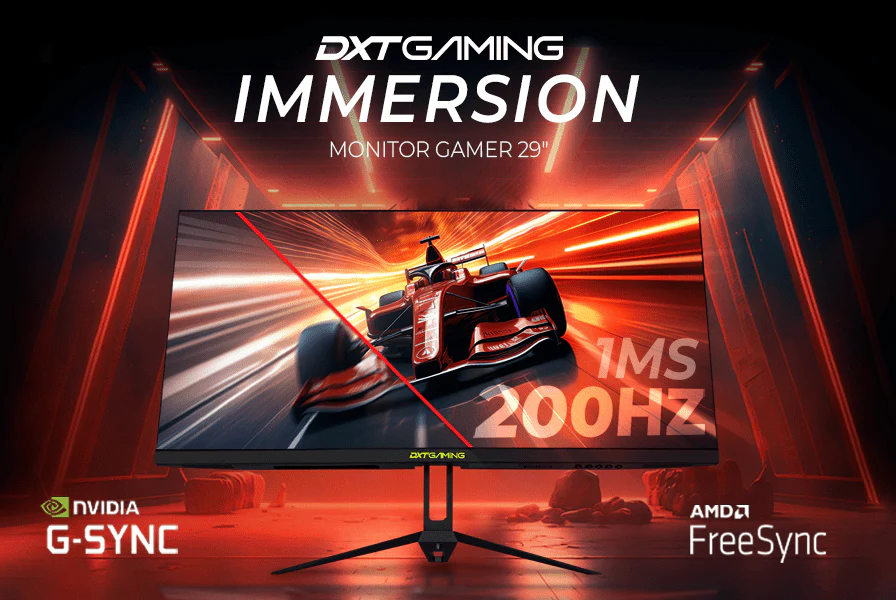 DXTGAMING
IMMERSION
MONITOR GAMER 29"
1MS
200HZ
DXTGAMING
NVIDIA
G-SYNC
AMD
FreeSync